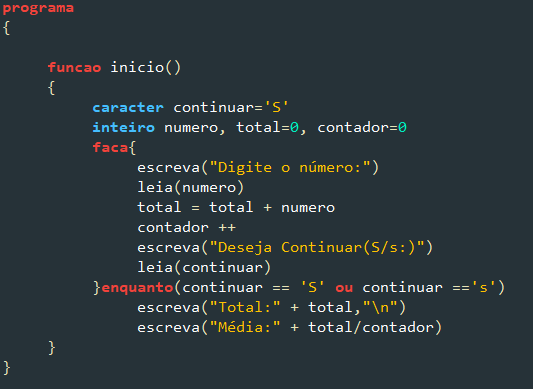 programa
{
funcao inicio()
{
caracter continuar='S'
inteiro numero, total=0, contador=0
faca{
escreva("Digite o número:")
leia(numero)
total = total + numero
contador ++
escreva("Deseja Continuar(S/s:)")
leia(continuar)
}enquanto(continuar == 'S' ou continuar =='s')
escreva("Total:" + total,"\n")
escreva("Média:" + total/contador)
}
}